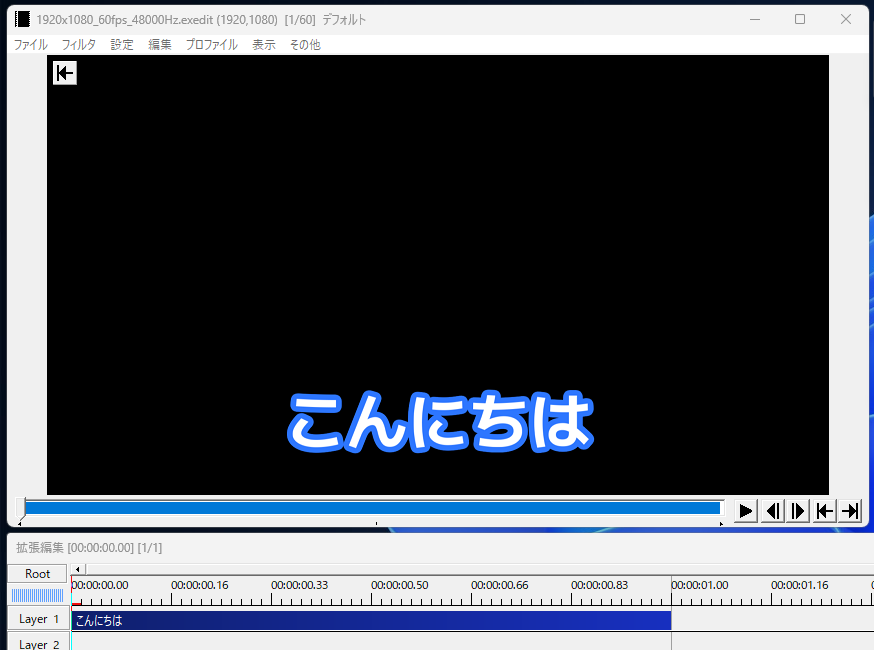 1920x1080_60fps_48000Hz.exedit (1920,1080)  [1/60]  デフォルト
ファイル フィルタ 設定 編集 プロファイル 表示 その他
こんにちは
拡張編集 [00:00:00.00] [1/1]
Root
00:00:00.00 00:00:00.16 00:00:00.33 00:00:00.50 00:00:00.66 00:00:00.83 00:00:01.00 00:00:01.16
Layer 1 こんにちは
Layer 2